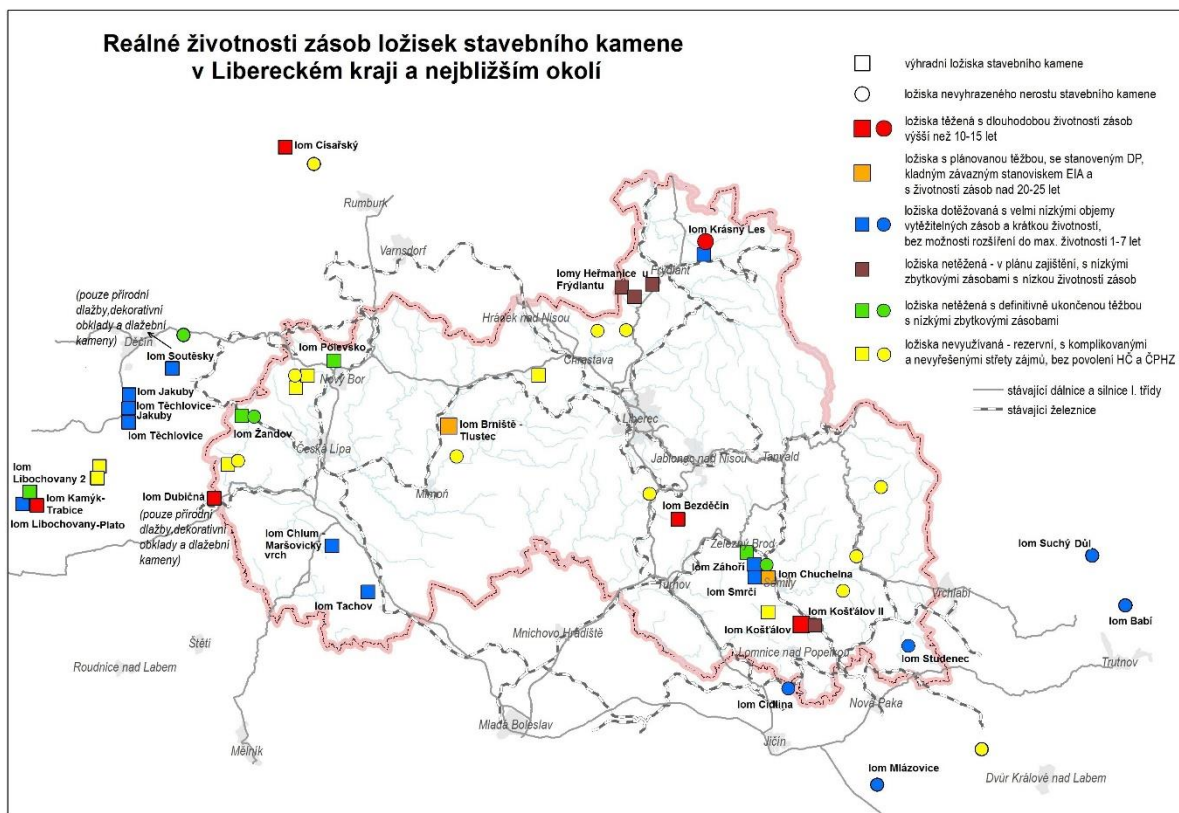 Reálné životnosti zásob ložisek stavebního kamene
v Libereckém kraji a nejbližším okolí
výhradní ložiska stavebního kamene
ložiska nevyhrazeného nerostu stavebního kamene
ložiska těžená s dlouhodobou životností zásob
výšší než 10-15 let
ložiska s plánovanou těžbou, se stanoveným DP,
kladným závazným stanoviskem EIA a
s životností zásob nad 20-25 let
ložiska dotěžovaná s velmi nízkými objemy
vytěžitelných zásob a krátkou životností,
bez možnosti rozšíření do max. životnosti 1-7 let
ložiska netěžená - v plánu zajištění, s nízkými
zbytkovými zásobami s nízkou životností zásob
ložiska netěžená s definitivně ukončenou těžbou
s nízkými zbytkovými zásobami
ložiska nevyužívaná - rezervní, s komplikovanými
a nevyřešenými střety zájmů, bez povolení HČ a ČPHZ
stávající dálnice a silnice I. třídy
stávající železnice
lom Císařský
Rumburk
Varnsdorf
lom Krásný Les
lomy Heřmanice u
Frýdlantu
Frýdlant
(pouze přírodní
dlažby,dekorativní
obklady a dlažební
kameny)
Děčín
Hrádek nad Nisou
Chrastava
lom Soutěsky
lom Polevsko
Nový Bor
lom Jakuby
lom Těchlovice-
Jakuby
lom Těchlovice
lom Žandov
Česká Lípa
lom Brniště -
Tlustec
Liberec
Jablonec nad Nisou
Tanvald
Mimoň
lom
Libochovany 2
lom Kamýk-
Trabice
lom Libochovany-Plato
lom Dubičná
(pouze přírodní
dlažby,dekorativní
obklady a dlažební
kameny)
lom Bezděčín
lom Chlum -
Maršovický
vrch
Železný Brod
lom Záhoří
lom Chuchelna
Semily
lom Smrčí
lom Suchý Důl
Turnov
Vrchlabí
lom Tachov
lom Košťálov II
lom Košťálov
lom Babí
Štětí
Mnichovo Hradiště
Lomnice nad Popelkou
lom Studenec
Trutnov
Roudnice nad Labem
lom Cidlina
Nová Paka
Mladá Boleslav
Jičín
Mělník
lom Mlázovice
Dvůr Králové nad Labem